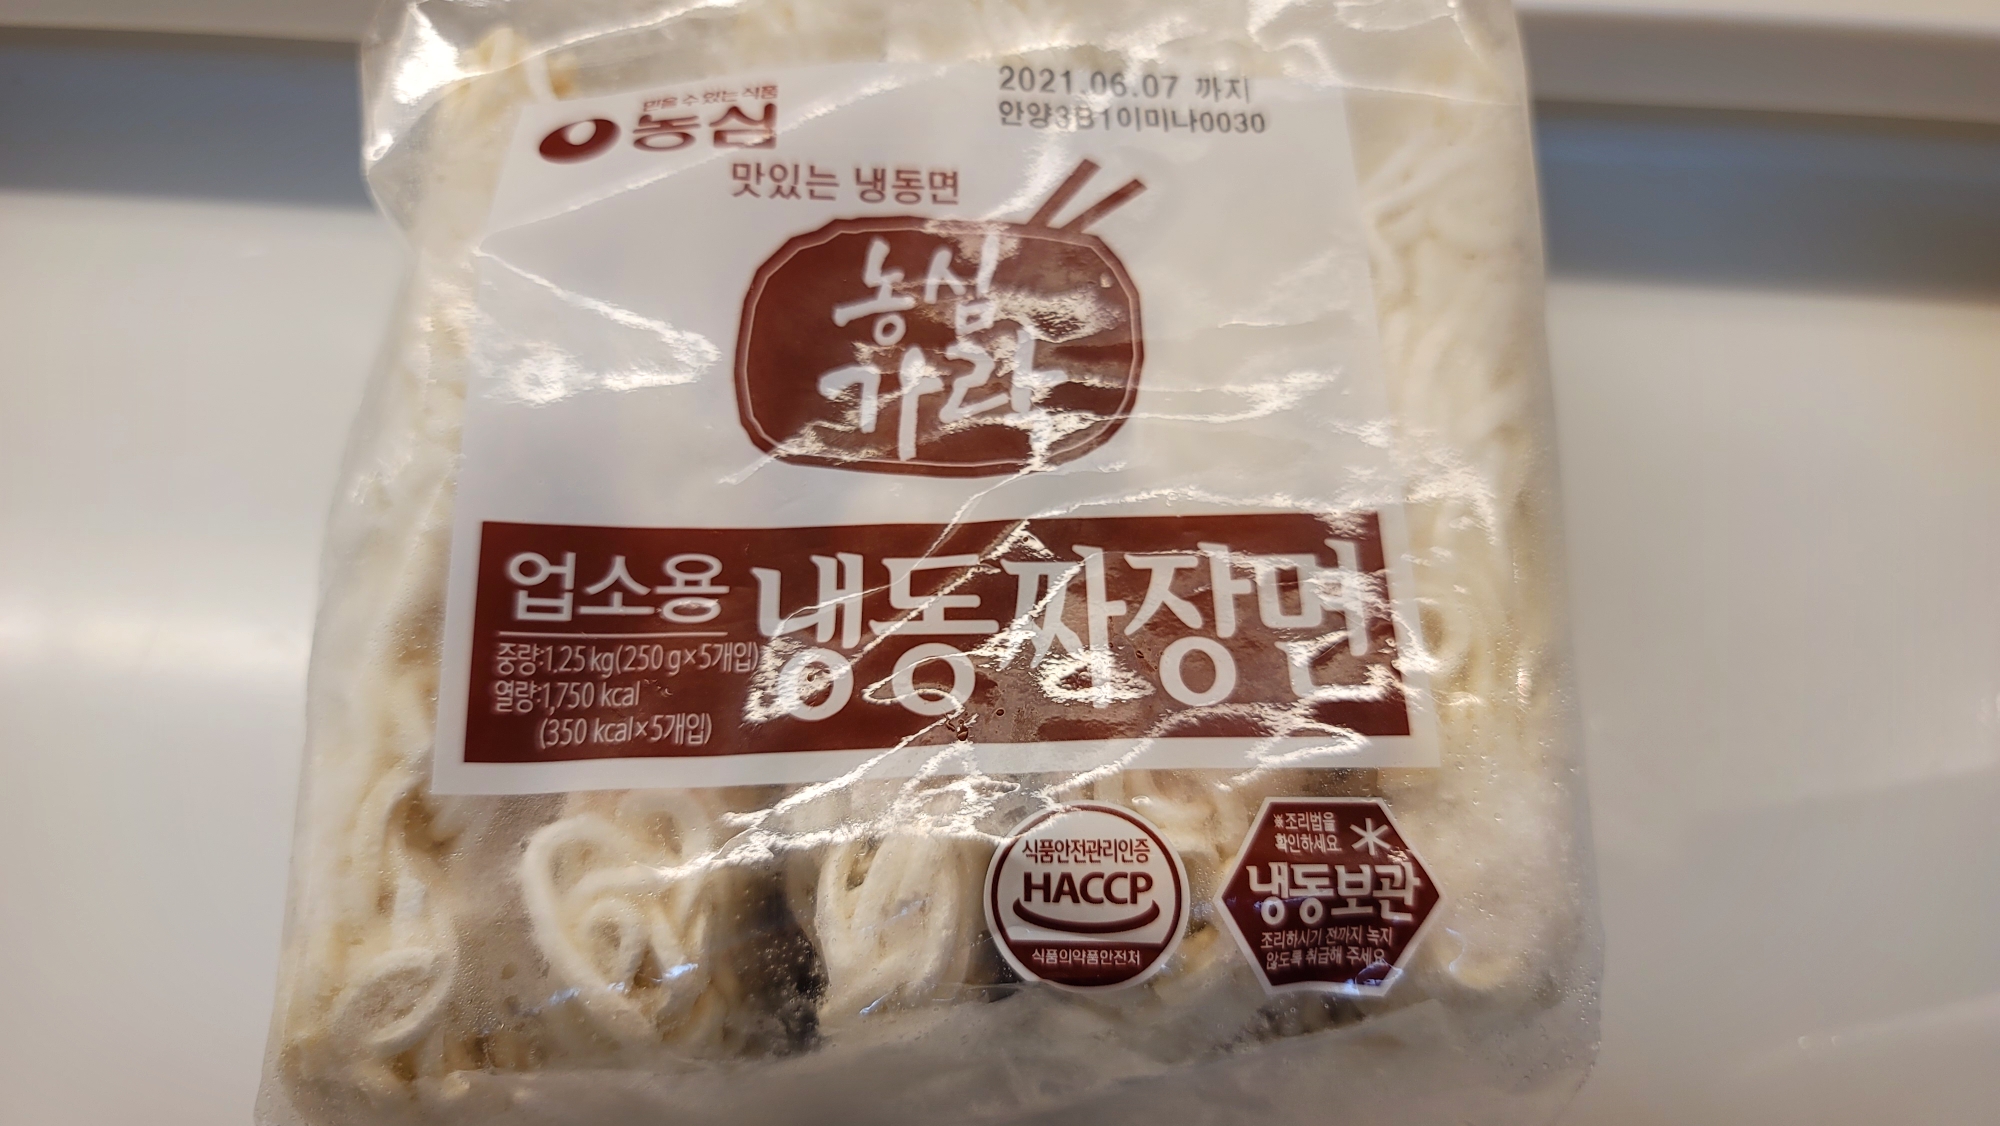 믿을 수 있는 식품
농심
2021.06.07 까지
안양3B1이미나0030
맛있는 냉동면
농심
가락
업소용
냉동짜장면
중량:1.25 kg(250 g×5개입)
열량:1,750 kcal
(350 kcal×5개입)
식품안전관리인증
HACCP
식품의약품안전처
※조리법을
확인하세요
냉동보관
조리하시기 전까지 녹지
않도록 취급해 주세요